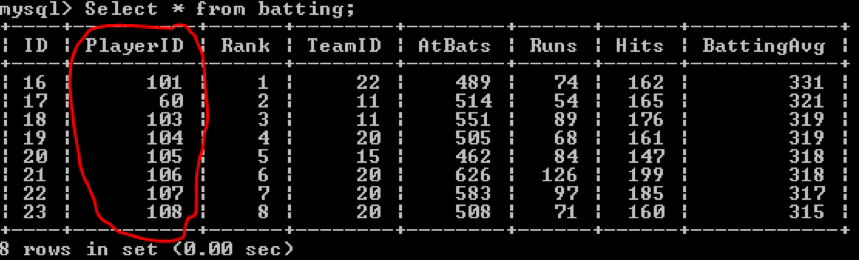 mysql> Select * from batting;
| ID | PlayerID | Rank | TeamID | AtBats | Runs | Hits | BattingAvg |
| 16 | 101 | 1 | 22 | 489 | 74 | 162 | 331 |
| 17 | 60 | 2 | 11 | 514 | 54 | 165 | 321 |
| 18 | 103 | 3 | 11 | 551 | 89 | 176 | 319 |
| 19 | 104 | 4 | 20 | 505 | 68 | 161 | 319 |
| 20 | 105 | 5 | 15 | 462 | 84 | 147 | 318 |
| 21 | 106 | 6 | 20 | 626 | 126 | 199 | 318 |
| 22 | 107 | 7 | 20 | 583 | 97 | 185 | 317 |
| 23 | 108 | 8 | 20 | 508 | 71 | 160 | 315 |
8 rows in set (0.00 sec)